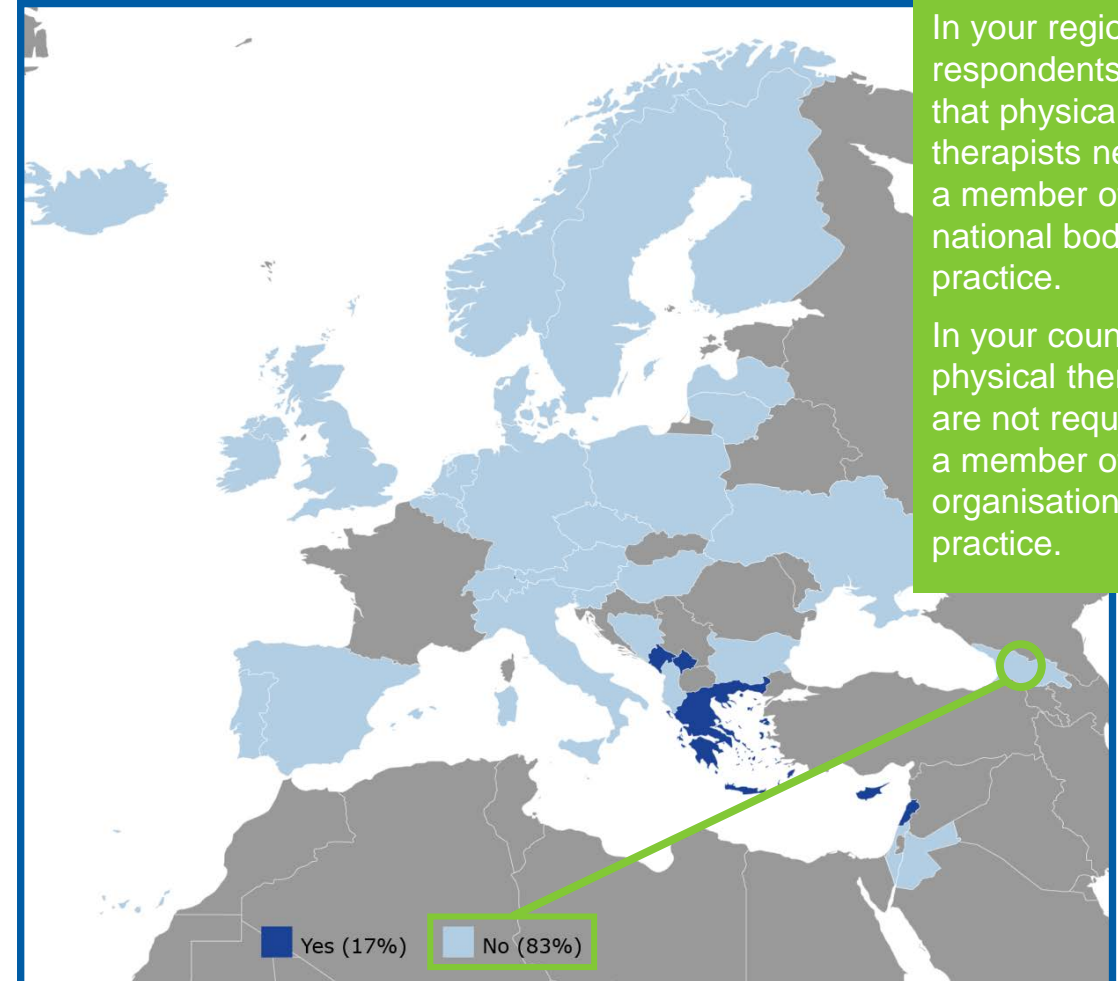 In your regio
respondents
that physica
therapists ne
a member o
national bod
practice.
In your coun
physical ther
are not requ
a member o
organisation
practice.
Yes (17%)
No (83%)